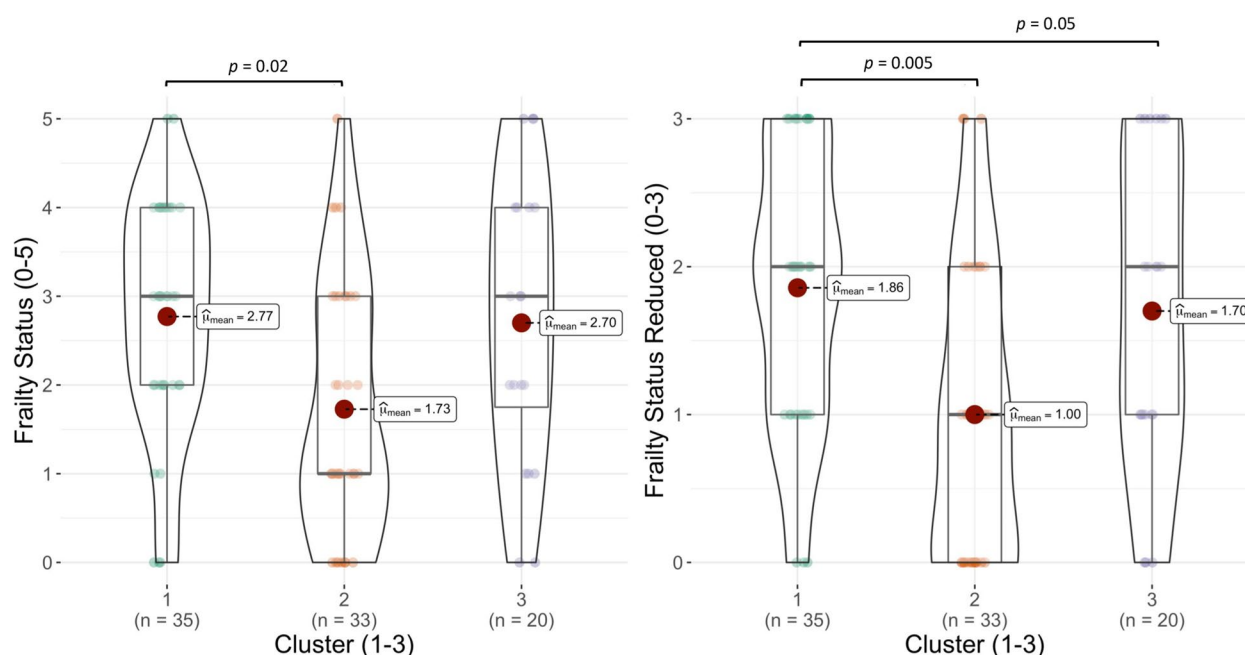 p = 0.02
Frailty Status (0-5)
5
4
3
2
1
0
μ̂mean = 2.77
μ̂mean = 1.73
μ̂mean = 2.70
1
(n = 35)
2
(n = 33)
3
(n = 20)
Cluster (1-3)
p = 0.05
p = 0.005
Frailty Status Reduced (0-3)
3
2
1
0
μ̂mean = 1.86
μ̂mean = 1.00
μ̂mean = 1.70
1
(n = 35)
2
(n = 33)
3
(n = 20)
Cluster (1-3)